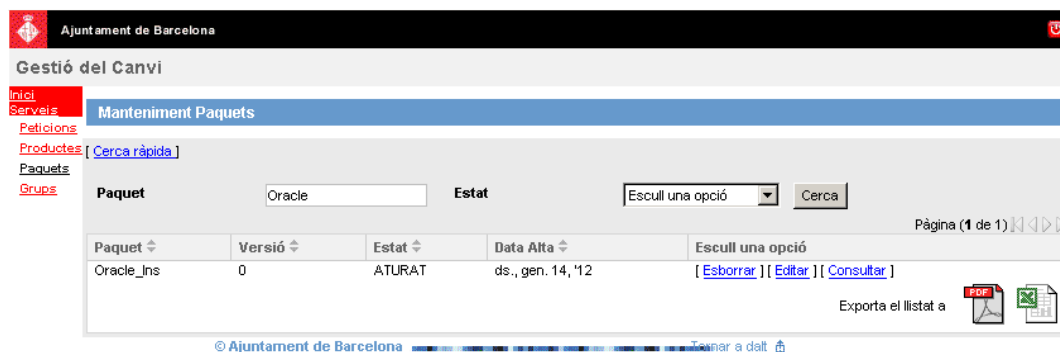 Ajuntament de Barcelona
Gestió del Canvi
Inici
Serveis
Peticions
Productes
Paquets
Grups
Manteniment Paquets
[ Cerca ràpida ]
Paquet Oracle Estat Escull una opció Cerca
Pàgina (1 de 1)
Paquet Versió Estat Data Alta Escull una opció
Oracle_Ins 0 ATURAT ds., gen. 14, '12 [ Esborrar ] [ Editar ] [ Consultar ]
Exporta el llistat a PDF
© Ajuntament de Barcelona Tornar a dalt